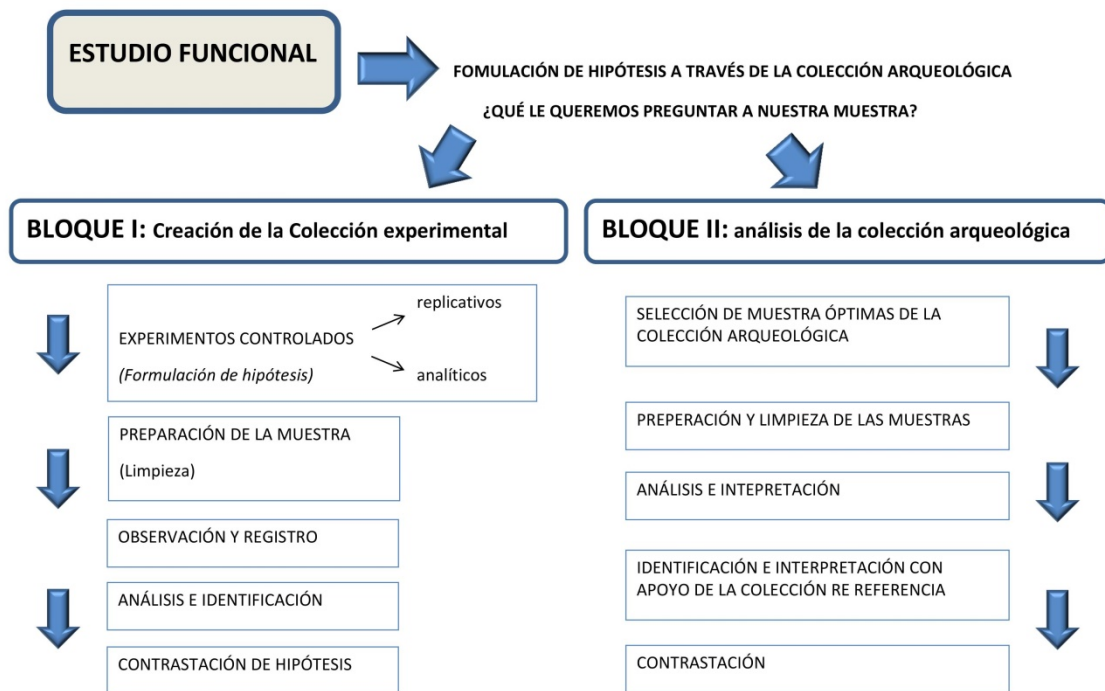 ESTUDIO FUNCIONAL
FOMULACIÓN DE HIPÓTESIS A TRAVÉS DE LA COLECCIÓN ARQUEOLÓGICA
¿QUÉ LE QUEREMOS PREGUNTAR A NUESTRA MUESTRA?
BLOQUE I: Creación de la Colección experimental
replicativos
EXPERIMENTOS CONTROLADOS
(Formulación de hipótesis)
analíticos
PREPARACIÓN DE LA MUESTRA
(Limpieza)
OBSERVACIÓN Y REGISTRO
ANÁLISIS E IDENTIFICACIÓN
CONTRASTACIÓN DE HIPÓTESIS
BLOQUE II: análisis de la colección arqueológica
SELECCIÓN DE MUESTRA ÓPTIMAS DE LA
COLECCIÓN ARQUEOLÓGICA
PREPERACIÓN Y LIMPIEZA DE LAS MUESTRAS
ANÁLISIS E INTEPRETACIÓN
IDENTIFICACIÓN E INTERPRETACIÓN CON
APOYO DE LA COLECCIÓN RE REFERENCIA
CONTRASTACIÓN